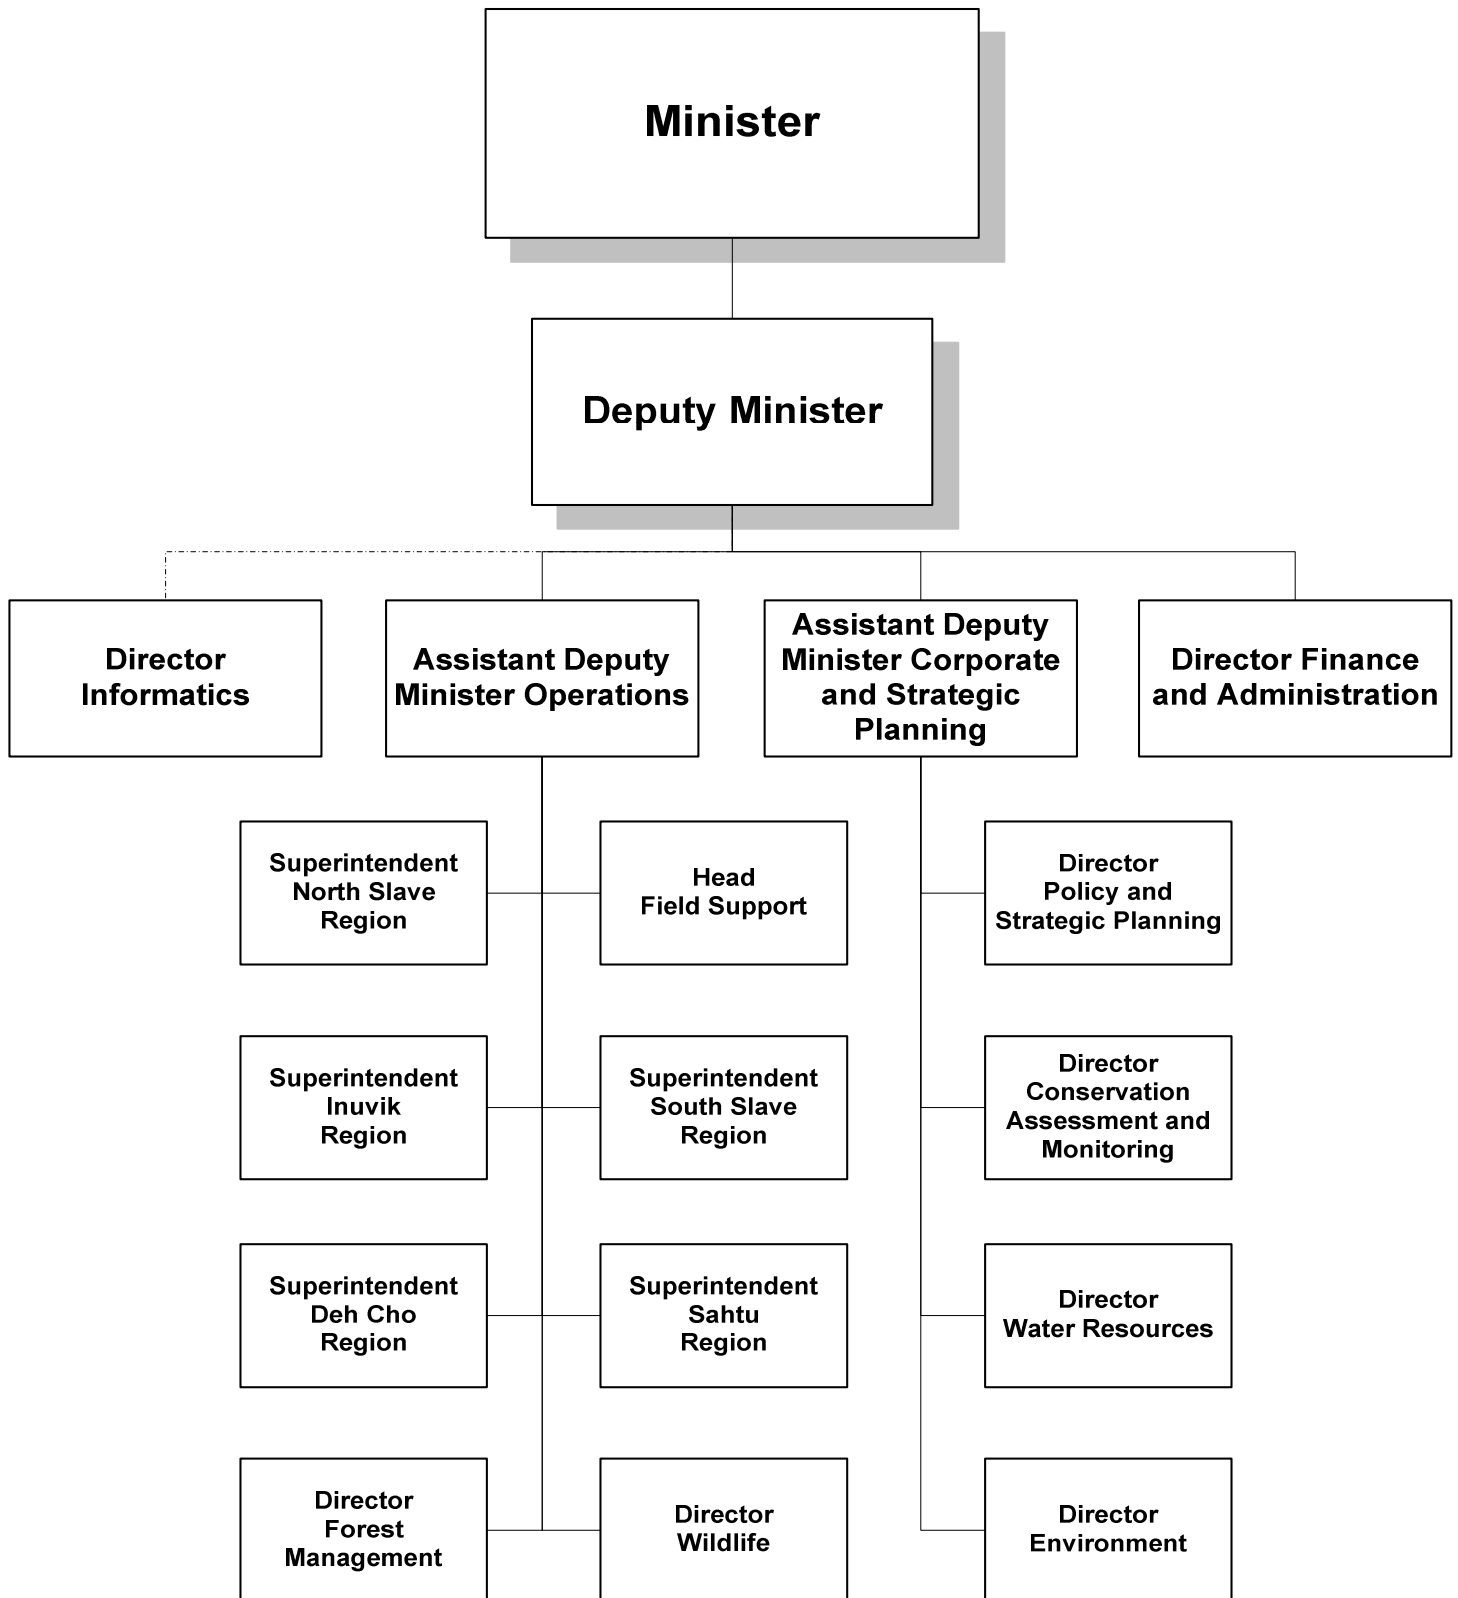 Minister
Deputy Minister
Director
Informatics
Assistant Deputy
Minister Operations
Assistant Deputy
Minister Corporate
and Strategic
Planning
Director Finance
and Administration
Superintendent
North Slave
Region
Head
Field Support
Director
Policy and
Strategic Planning
Superintendent
Inuvik
Region
Superintendent
South Slave
Region
Director
Conservation
Assessment and
Monitoring
Superintendent
Deh Cho
Region
Superintendent
Sahtu
Region
Director
Water Resources
Director
Forest
Management
Director
Wildlife
Director
Environment